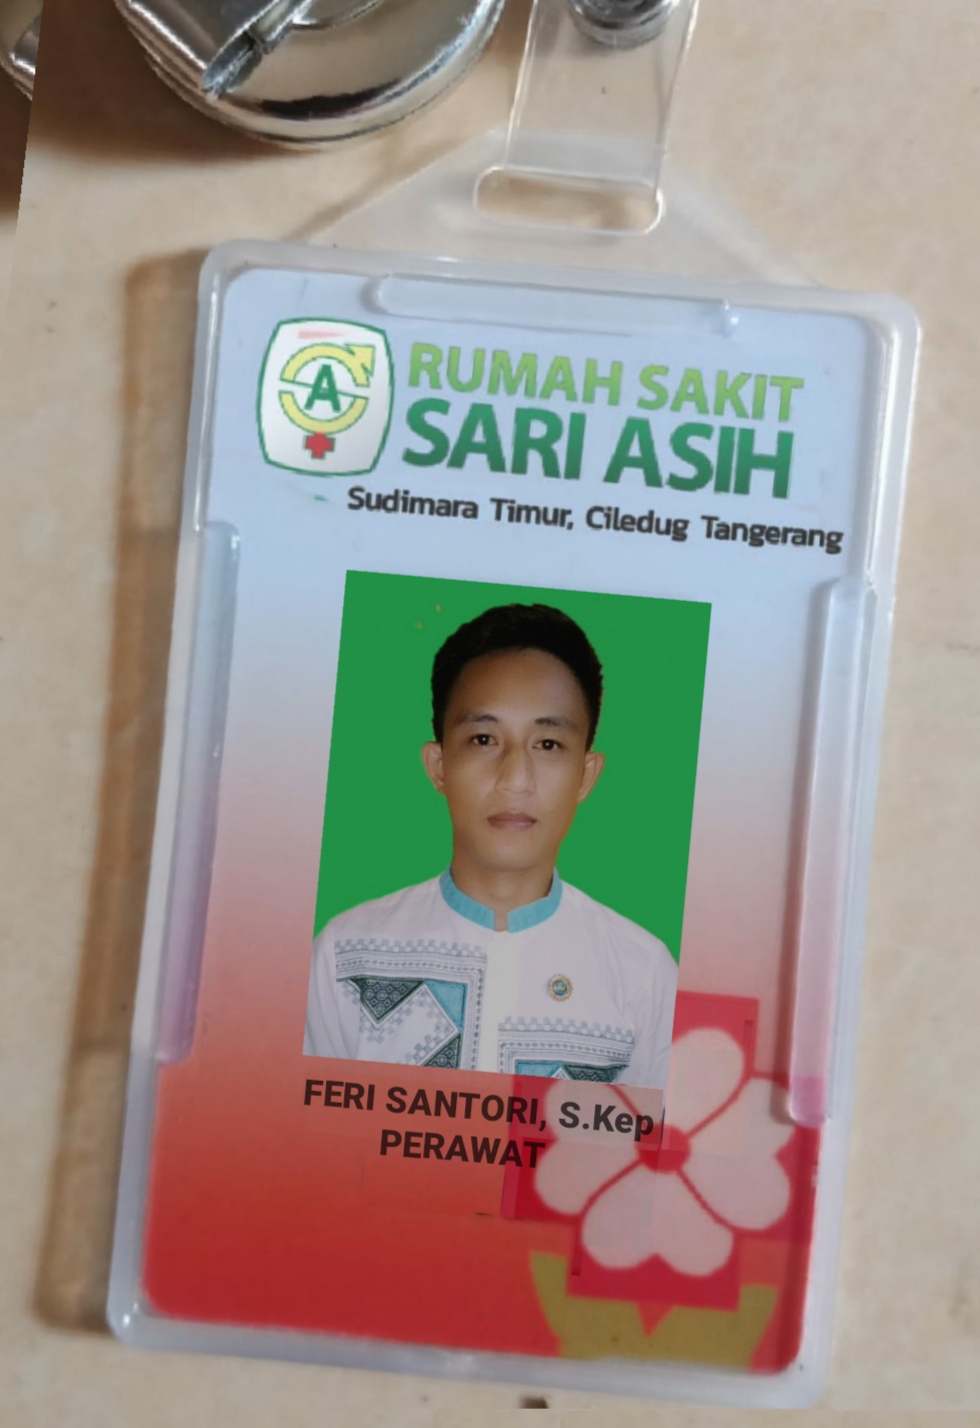 A
RUMAH SAKIT
SARI ASIH
Sudimara Timur, Ciledug Tangerang
FERI SANTORI, S.Kep
PERAWAT